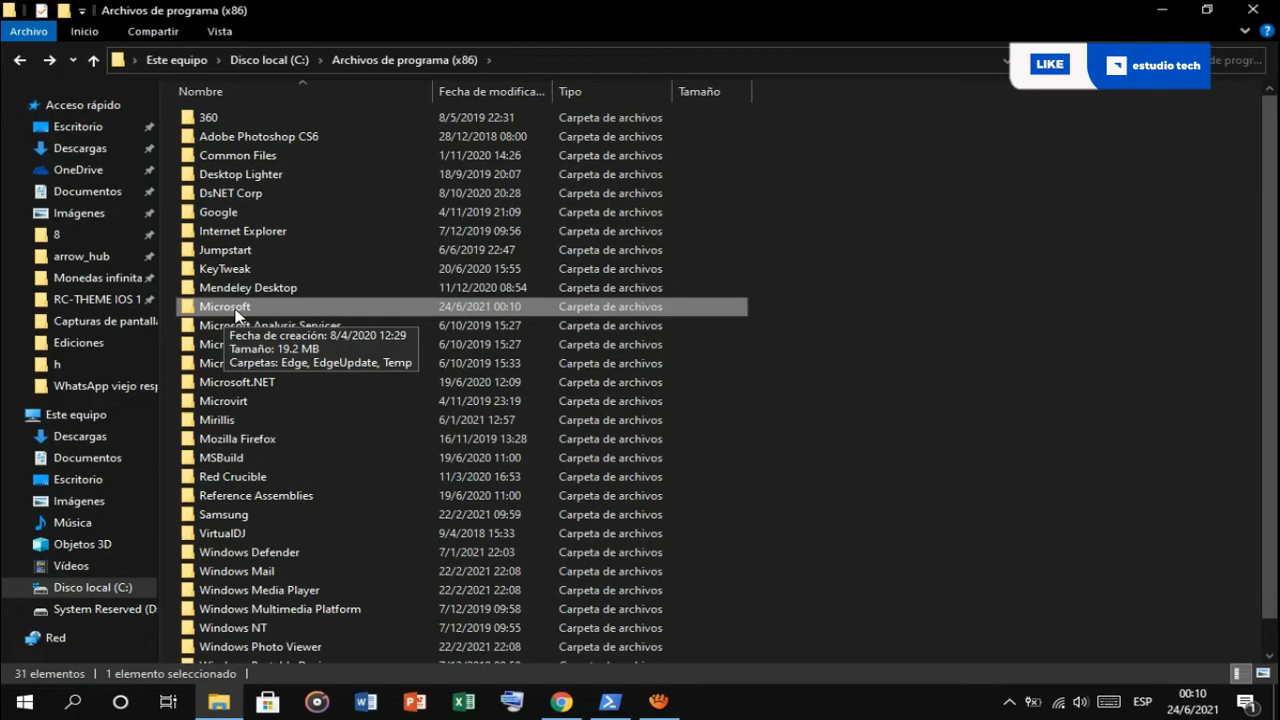 Archivos de programa (x86)
Archivo Inicio Compartir Vista
Este equipo Disco local (C:) Archivos de programa (x86)
de progr...
LIKE estudio tech
Nombre Fecha de modifica... Tipo Tamaño
Acceso rápido
Escritorio
Descargas
OneDrive
Documentos
Imágenes
8
arrow_hub
Monedas infinita
RC-THEME IOS 1
Capturas de pantall
Ediciones
h
WhatsApp viejo resp
Este equipo
Descargas
Documentos
Escritorio
Imágenes
Música
Objetos 3D
Vídeos
Disco local (C:)
System Reserved (D:
Red
360 8/5/2019 22:31 Carpeta de archivos
Adobe Photoshop CS6 28/12/2018 08:00 Carpeta de archivos
Common Files 1/11/2020 14:26 Carpeta de archivos
Desktop Lighter 18/9/2019 20:07 Carpeta de archivos
DsNET Corp 8/10/2020 20:28 Carpeta de archivos
Google 4/11/2019 21:09 Carpeta de archivos
Internet Explorer 7/12/2019 09:56 Carpeta de archivos
Jumpstart 6/6/2019 22:47 Carpeta de archivos
KeyTweak 20/6/2020 15:55 Carpeta de archivos
Mendeley Desktop 11/12/2020 08:54 Carpeta de archivos
Microsoft 24/6/2021 00:10 Carpeta de archivos
Microsoft Analysis Services 6/10/2019 15:27 Carpeta de archivos
Micr 6/10/2019 15:27 Carpeta de archivos
Micr 6/10/2019 15:33 Carpeta de archivos
Fecha de creación: 8/4/2020 12:29
Tamaño: 19.2 MB
Carpetas: Edge, EdgeUpdate, Temp
Microsoft.NET 19/6/2020 12:09 Carpeta de archivos
Microvirt 4/11/2019 23:19 Carpeta de archivos
Mirillis 6/1/2021 12:57 Carpeta de archivos
Mozilla Firefox 16/11/2019 13:28 Carpeta de archivos
MSBuild 19/6/2020 11:00 Carpeta de archivos
Red Crucible 11/3/2020 16:53 Carpeta de archivos
Reference Assemblies 19/6/2020 11:00 Carpeta de archivos
Samsung 22/2/2021 09:59 Carpeta de archivos
VirtualDJ 9/4/2018 15:33 Carpeta de archivos
Windows Defender 7/1/2021 22:03 Carpeta de archivos
Windows Mail 22/2/2021 22:08 Carpeta de archivos
Windows Media Player 22/2/2021 22:08 Carpeta de archivos
Windows Multimedia Platform 7/12/2019 09:58 Carpeta de archivos
Windows NT 7/12/2019 09:55 Carpeta de archivos
Windows Photo Viewer 22/2/2021 22:08 Carpeta de archivos
31 elementos 1 elemento seleccionado
ESP
00:10
24/6/2021